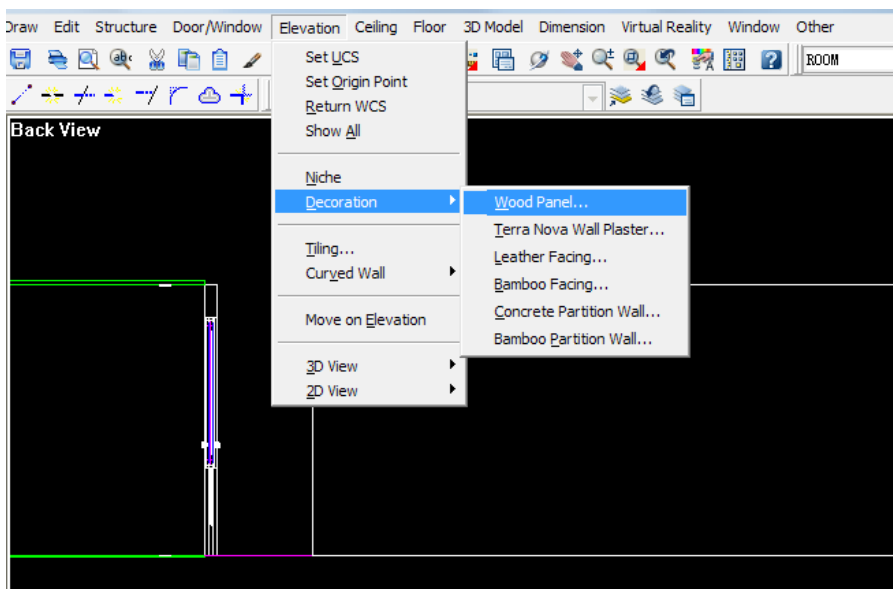 Draw Edit Structure Door/Window Elevation Ceiling Floor 3D Model Dimension Virtual Reality Window Other
ROOM
Back View
Set UCS
Set Origin Point
Return WCS
Show All
Niche
Decoration
Tiling...
Curved Wall
Move on Elevation
3D View
2D View
Wood Panel...
Terra Nova Wall Plaster...
Leather Facing...
Bamboo Facing...
Concrete Partition Wall...
Bamboo Partition Wall...